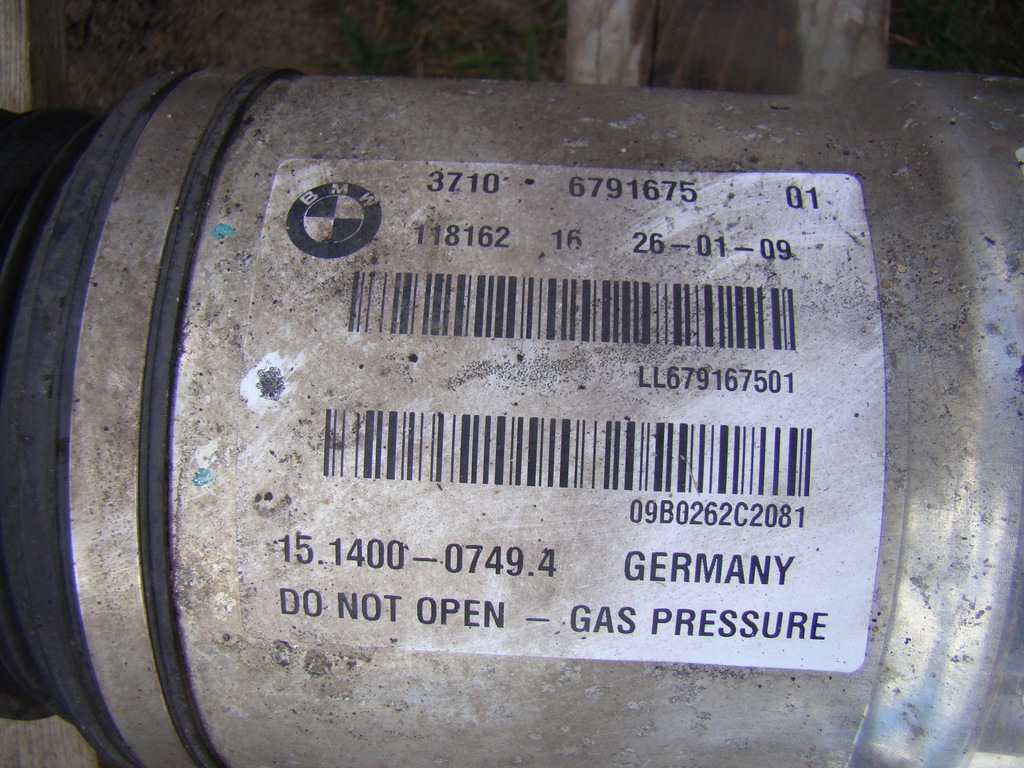 BMW
3710 · 6791675 01
118162 16 26-01-09
LL679167501
09B0262C2081
15.1400-0749.4 GERMANY
DO NOT OPEN - GAS PRESSURE